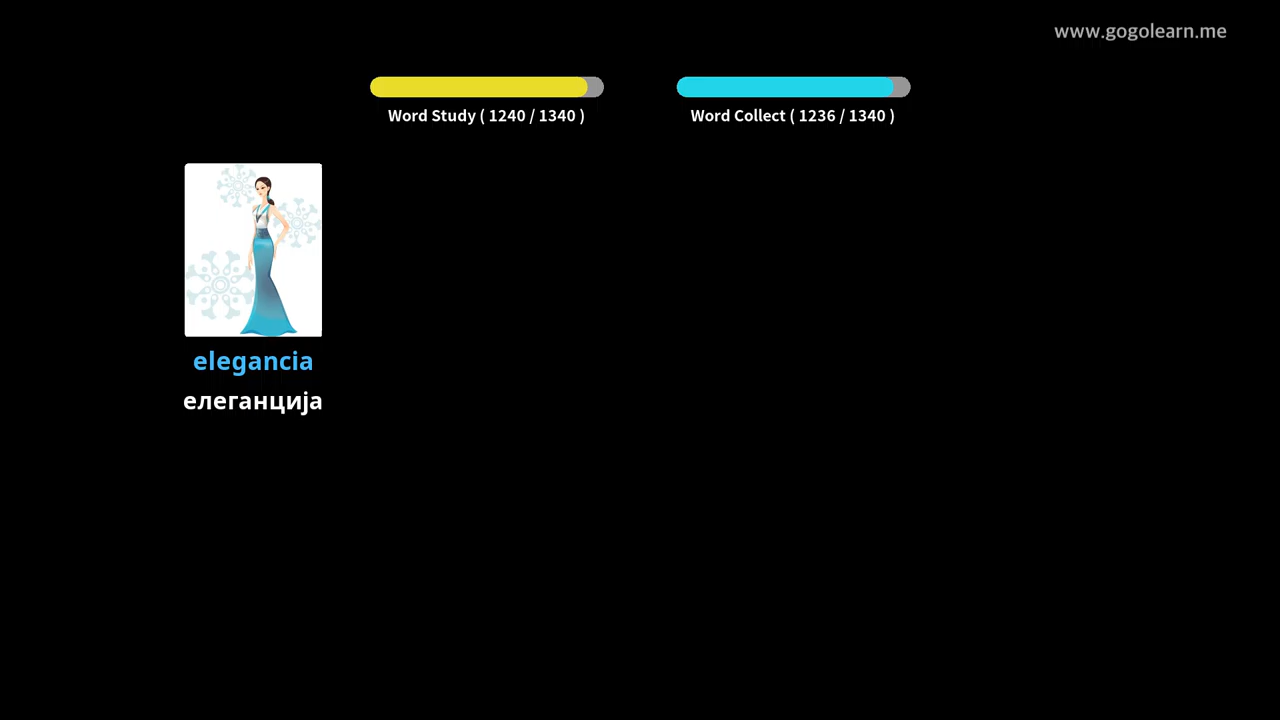 www.gogolearn.me
Word Study ( 1240 / 1340 )
Word Collect ( 1236 / 1340 )
elegancia
елеганција